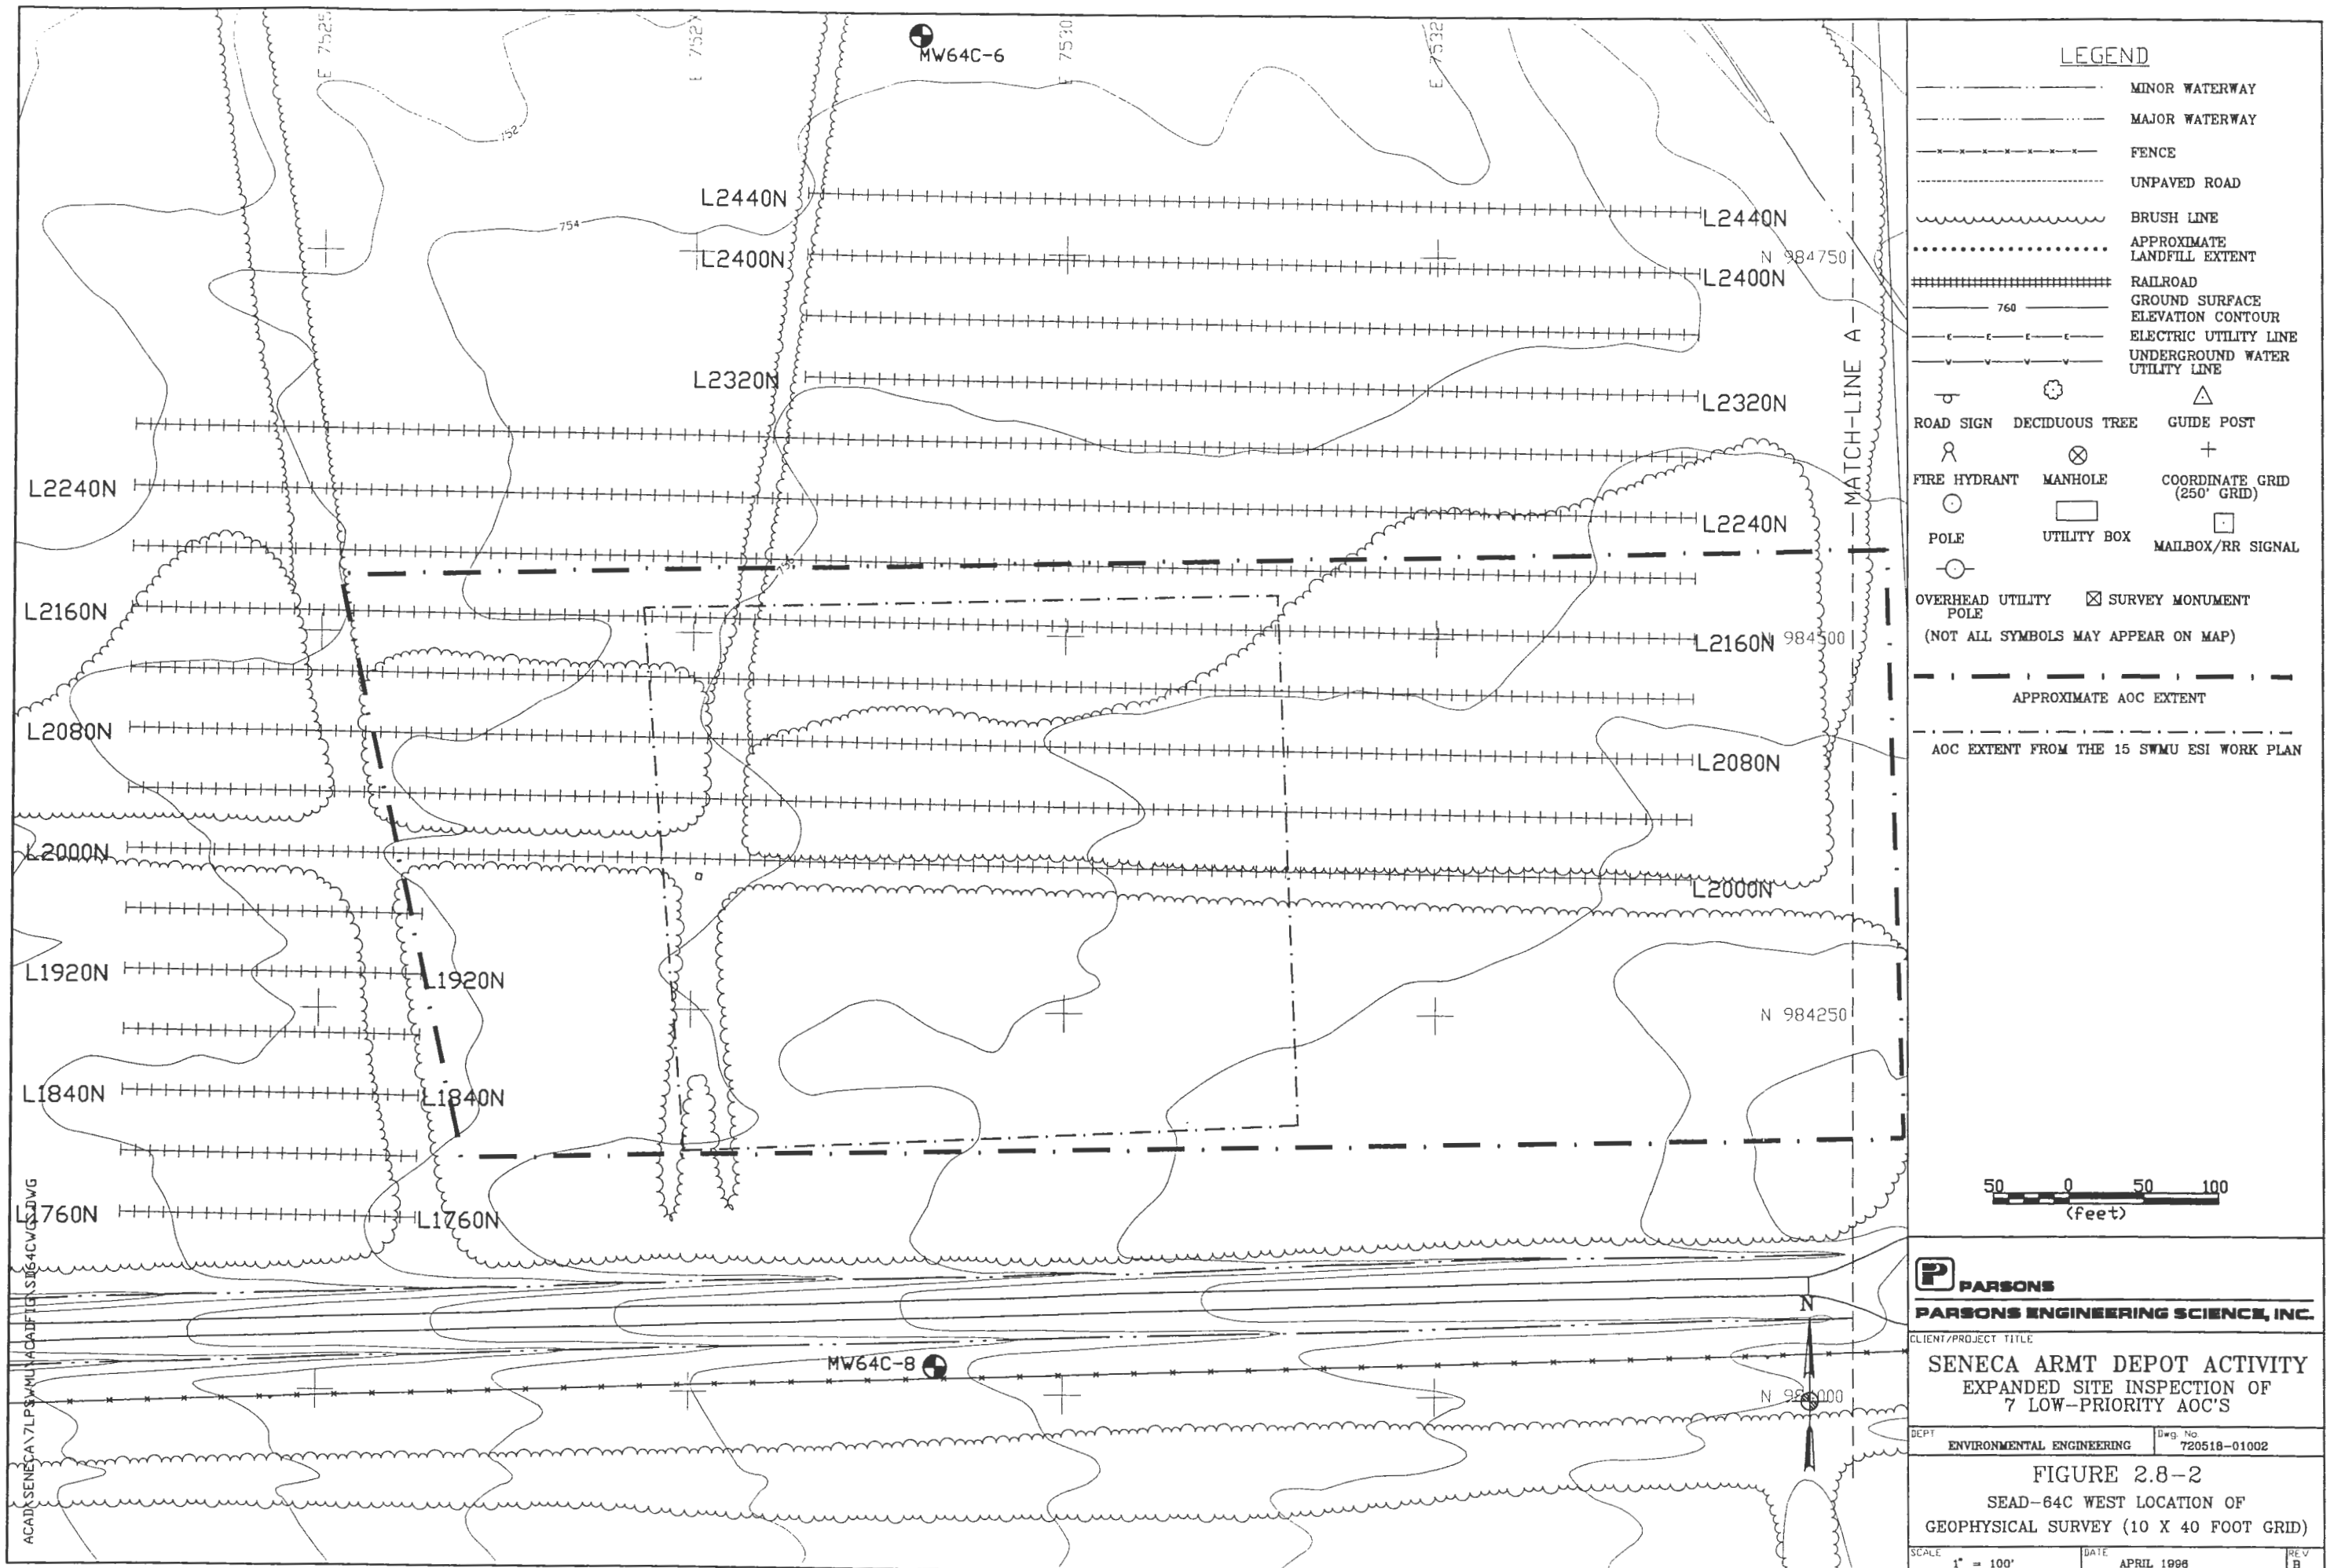 E 7525
E 7527
E 7530
E 7532
MW64C-6
752
L2440N
L2440N
754
L2400N
N 984750
L2400N
L2320N
L2320N
L2240N
L2240N
L2160N
L2160N
N 984500
L2080N
L2080N
L2000N
L2000N
L1920N
L1920N
N 984250
L1840N
L1840N
L1760N
L1760N
MATCH-LINE A
MW64C-8
N
ACAD\SENECA\7LPSWMU\ACADFIG\
LEGEND
MINOR WATERWAY
MAJOR WATERWAY
FENCE
UNPAVED ROAD
BRUSH LINE
APPROXIMATE
LANDFILL EXTENT
RAILROAD
760
GROUND SURFACE
ELEVATION CONTOUR
E E E E
ELECTRIC UTILITY LINE
UNDERGROUND WATER
UTILITY LINE
ROAD SIGN DECIDUOUS TREE GUIDE POST
FIRE HYDRANT MANHOLE COORDINATE GRID
(250' GRID)
POLE UTILITY BOX MAILBOX/RR SIGNAL
OVERHEAD UTILITY
POLE
SURVEY MONUMENT
(NOT ALL SYMBOLS MAY APPEAR ON MAP)
APPROXIMATE AOC EXTENT
AOC EXTENT FROM THE 15 SWMU ESI WORK PLAN
50 0 50 100
(feet)
P PARSONS
PARSONS ENGINEERING SCIENCE, INC.
CLIENT/PROJECT TITLE
SENECA ARMT DEPOT ACTIVITY
EXPANDED SITE INSPECTION OF
7 LOW-PRIORITY AOC'S
DEPT
ENVIRONMENTAL ENGINEERING
Dwg. No.
720518-01002
FIGURE 2.8-2
SEAD-64C WEST LOCATION OF
GEOPHYSICAL SURVEY (10 X 40 FOOT GRID)
SCALE
1" = 100'
DATE
APRIL 1996
REV
B